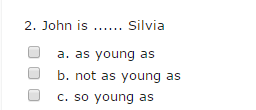 2. John is ...... Silvia
a. as young as
b. not as young as
c. so young as